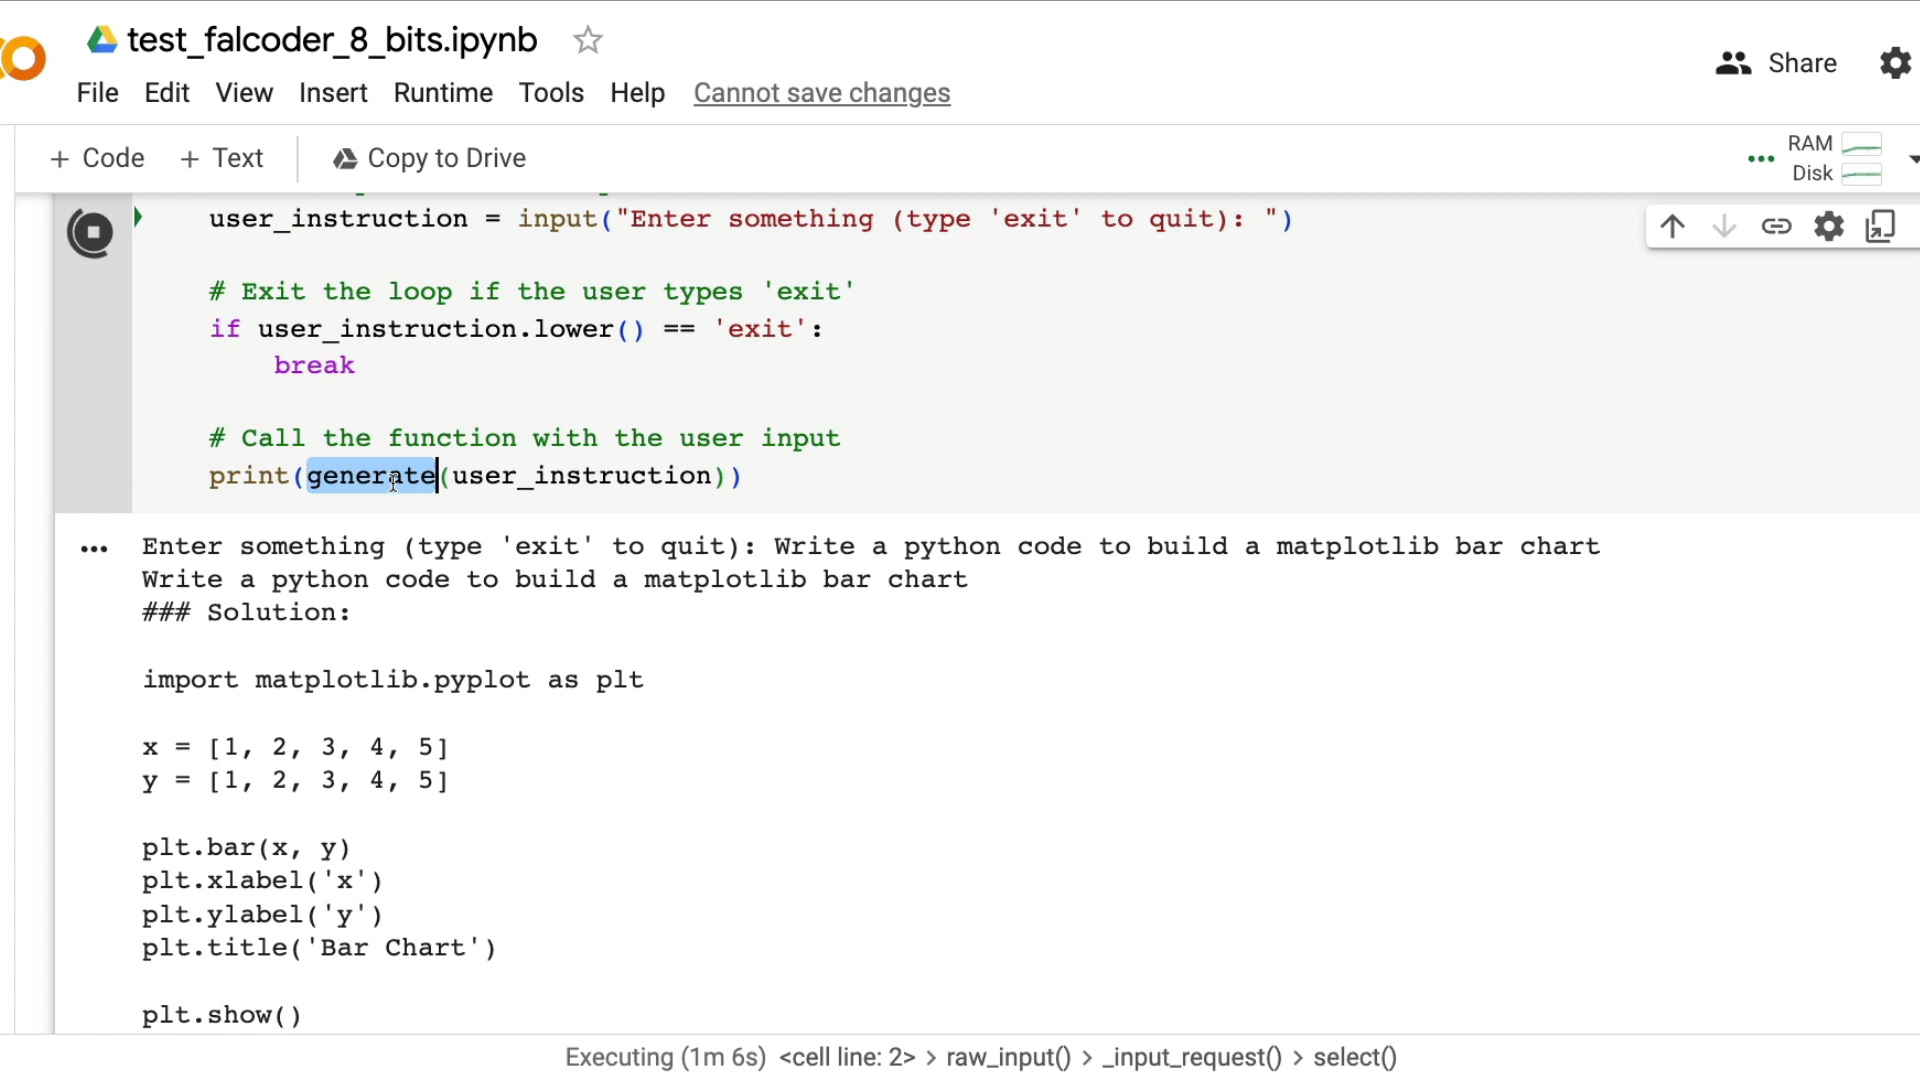 test_falcoder_8_bits.ipynb
File Edit View Insert Runtime Tools Help Cannot save changes
Share
+ Code + Text Copy to Drive
RAM
Disk
user_instruction = input("Enter something (type 'exit' to quit): ")
# Exit the loop if the user types 'exit'
if user_instruction.lower() == 'exit':
break
# Call the function with the user input
print(generate(user_instruction))
Enter something (type 'exit' to quit): Write a python code to build a matplotlib bar chart
Write a python code to build a matplotlib bar chart
### Solution:
import matplotlib.pyplot as plt
x = [1, 2, 3, 4, 5]
y = [1, 2, 3, 4, 5]
plt.bar(x, y)
plt.xlabel('x')
plt.ylabel('y')
plt.title('Bar Chart')
plt.show()
Executing (1m 6s) <cell line: 2> > raw_input() > _input_request() > select()